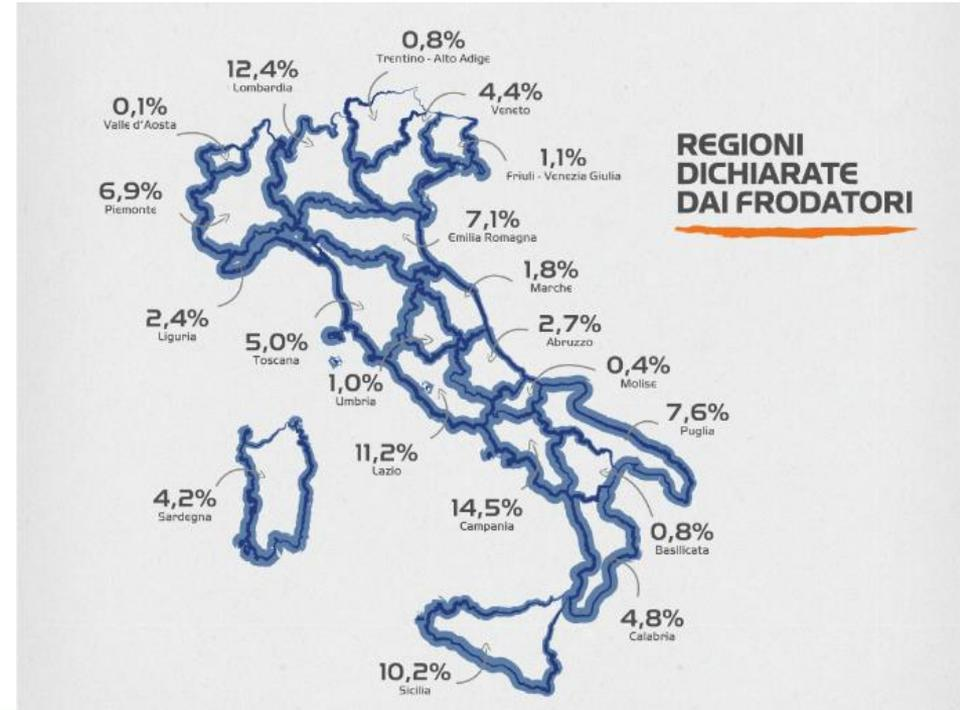 0,8%
Trentino - Alto Adige
12,4%
Lombardia
4,4%
Veneto
0,1%
Valle d'Aosta
REGIONI
DICHIARATE
DAI FRODATORI
1,1%
Friuli - Venezia Giulia
6,9%
Piemonte
7,1%
Emilia Romagna
1,8%
Marche
2,4%
Liguria
5,0%
Toscana
2,7%
Abruzzo
0,4%
Molise
1,0%
Umbria
7,6%
Puglia
11,2%
Lazio
4,2%
Sardegna
14,5%
Campania
0,8%
Basilicata
4,8%
Calabria
10,2%
Sicilia